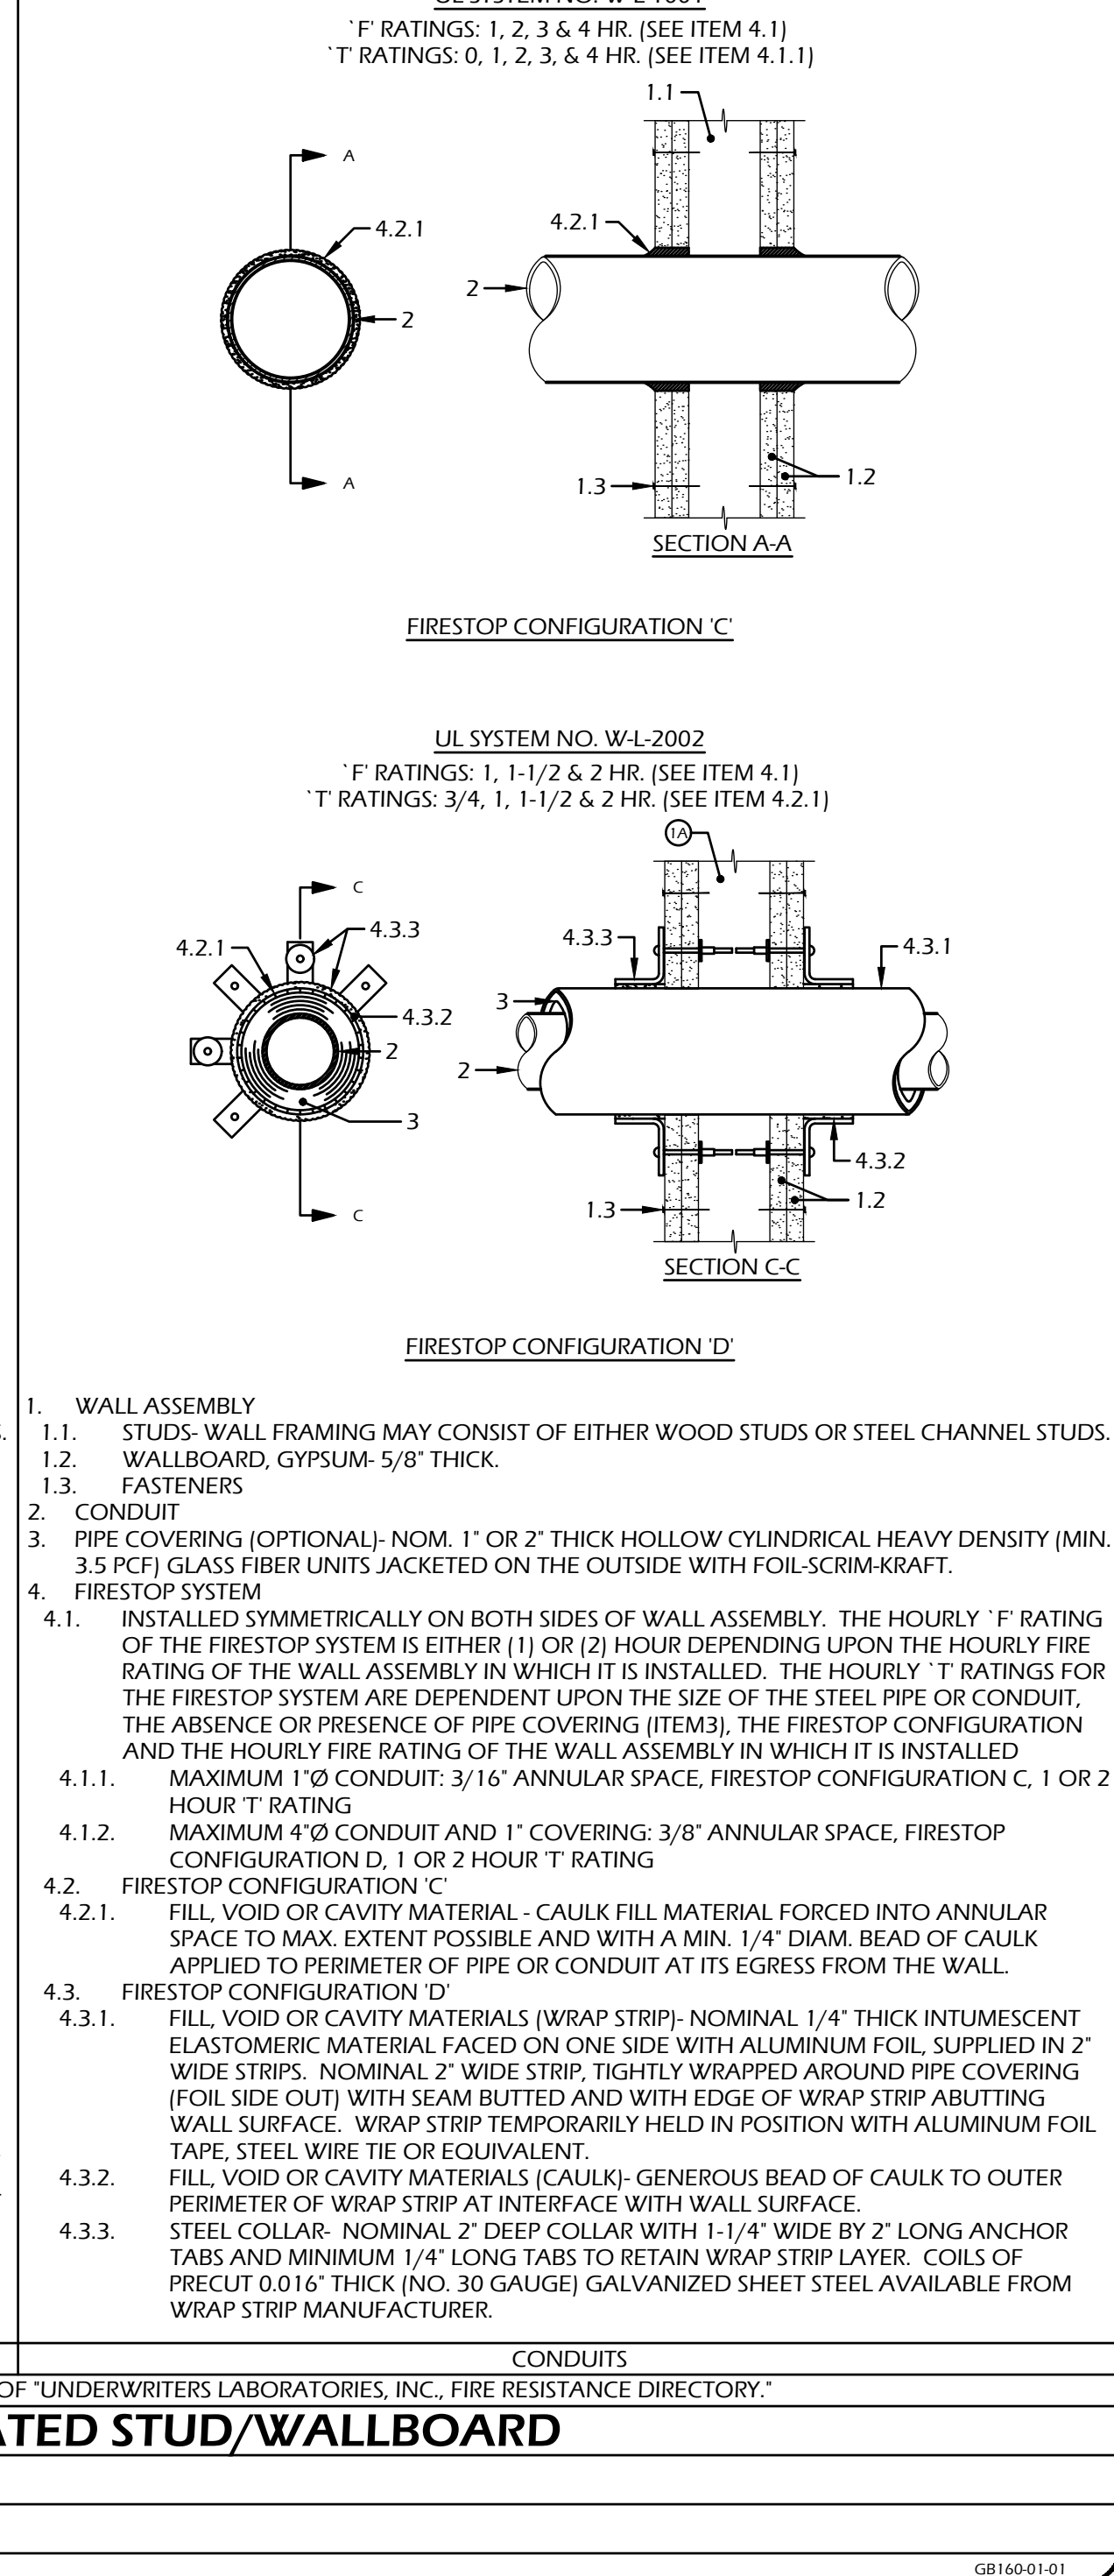 UL SYSTEM NO. W-L-1001
`F' RATINGS: 1, 2, 3 & 4 HR. (SEE ITEM 4.1)
`T' RATINGS: 0, 1, 2, 3, & 4 HR. (SEE ITEM 4.1.1)
1.1
A
4.2.1
4.2.1
2
2
A
1.3
1.2
SECTION A-A
FIRESTOP CONFIGURATION 'C'
UL SYSTEM NO. W-L-2002
`F' RATINGS: 1, 1-1/2 & 2 HR. (SEE ITEM 4.1)
`T' RATINGS: 3/4, 1, 1-1/2 & 2 HR. (SEE ITEM 4.2.1)
1A
C
4.2.1
4.3.3
4.3.3
4.3.1
3
4.3.2
2
2
3
4.3.2
C
1.3
1.2
SECTION C-C
FIRESTOP CONFIGURATION 'D'
1. WALL ASSEMBLY
S. 1.1. STUDS- WALL FRAMING MAY CONSIST OF EITHER WOOD STUDS OR STEEL CHANNEL STUDS.
1.2. WALLBOARD, GYPSUM- 5/8" THICK.
1.3. FASTENERS
2. CONDUIT
3. PIPE COVERING (OPTIONAL)- NOM. 1" OR 2" THICK HOLLOW CYLINDRICAL HEAVY DENSITY (MIN.
3.5 PCF) GLASS FIBER UNITS JACKETED ON THE OUTSIDE WITH FOIL-SCRIM-KRAFT.
4. FIRESTOP SYSTEM
4.1. INSTALLED SYMMETRICALLY ON BOTH SIDES OF WALL ASSEMBLY. THE HOURLY `F' RATING
OF THE FIRESTOP SYSTEM IS EITHER (1) OR (2) HOUR DEPENDING UPON THE HOURLY FIRE
RATING OF THE WALL ASSEMBLY IN WHICH IT IS INSTALLED. THE HOURLY `T' RATINGS FOR
THE FIRESTOP SYSTEM ARE DEPENDENT UPON THE SIZE OF THE STEEL PIPE OR CONDUIT,
THE ABSENCE OR PRESENCE OF PIPE COVERING (ITEM3), THE FIRESTOP CONFIGURATION
AND THE HOURLY FIRE RATING OF THE WALL ASSEMBLY IN WHICH IT IS INSTALLED
4.1.1. MAXIMUM 1"Ø CONDUIT: 3/16" ANNULAR SPACE, FIRESTOP CONFIGURATION C, 1 OR 2
HOUR 'T' RATING
4.1.2. MAXIMUM 4"Ø CONDUIT AND 1" COVERING: 3/8" ANNULAR SPACE, FIRESTOP
CONFIGURATION D, 1 OR 2 HOUR 'T' RATING
4.2. FIRESTOP CONFIGURATION 'C'
4.2.1. FILL, VOID OR CAVITY MATERIAL - CAULK FILL MATERIAL FORCED INTO ANNULAR
SPACE TO MAX. EXTENT POSSIBLE AND WITH A MIN. 1/4" DIAM. BEAD OF CAULK
APPLIED TO PERIMETER OF PIPE OR CONDUIT AT ITS EGRESS FROM THE WALL.
4.3. FIRESTOP CONFIGURATION 'D'
4.3.1. FILL, VOID OR CAVITY MATERIALS (WRAP STRIP)- NOMINAL 1/4" THICK INTUMESCENT
ELASTOMERIC MATERIAL FACED ON ONE SIDE WITH ALUMINUM FOIL, SUPPLIED IN 2"
WIDE STRIPS. NOMINAL 2" WIDE STRIP, TIGHTLY WRAPPED AROUND PIPE COVERING
(FOIL SIDE OUT) WITH SEAM BUTTED AND WITH EDGE OF WRAP STRIP ABUTTING
WALL SURFACE. WRAP STRIP TEMPORARILY HELD IN POSITION WITH ALUMINUM FOIL
TAPE, STEEL WIRE TIE OR EQUIVALENT.
4.3.2. FILL, VOID OR CAVITY MATERIALS (CAULK)- GENEROUS BEAD OF CAULK TO OUTER
PERIMETER OF WRAP STRIP AT INTERFACE WITH WALL SURFACE.
4.3.3. STEEL COLLAR- NOMINAL 2" DEEP COLLAR WITH 1-1/4" WIDE BY 2" LONG ANCHOR
TABS AND MINIMUM 1/4" LONG TABS TO RETAIN WRAP STRIP LAYER. COILS OF
PRECUT 0.016" THICK (NO. 30 GAUGE) GALVANIZED SHEET STEEL AVAILABLE FROM
WRAP STRIP MANUFACTURER.
CONDUITS
OF "UNDERWRITERS LABORATORIES, INC., FIRE RESISTANCE DIRECTORY."
ATED STUD/WALLBOARD
GB160-01-01